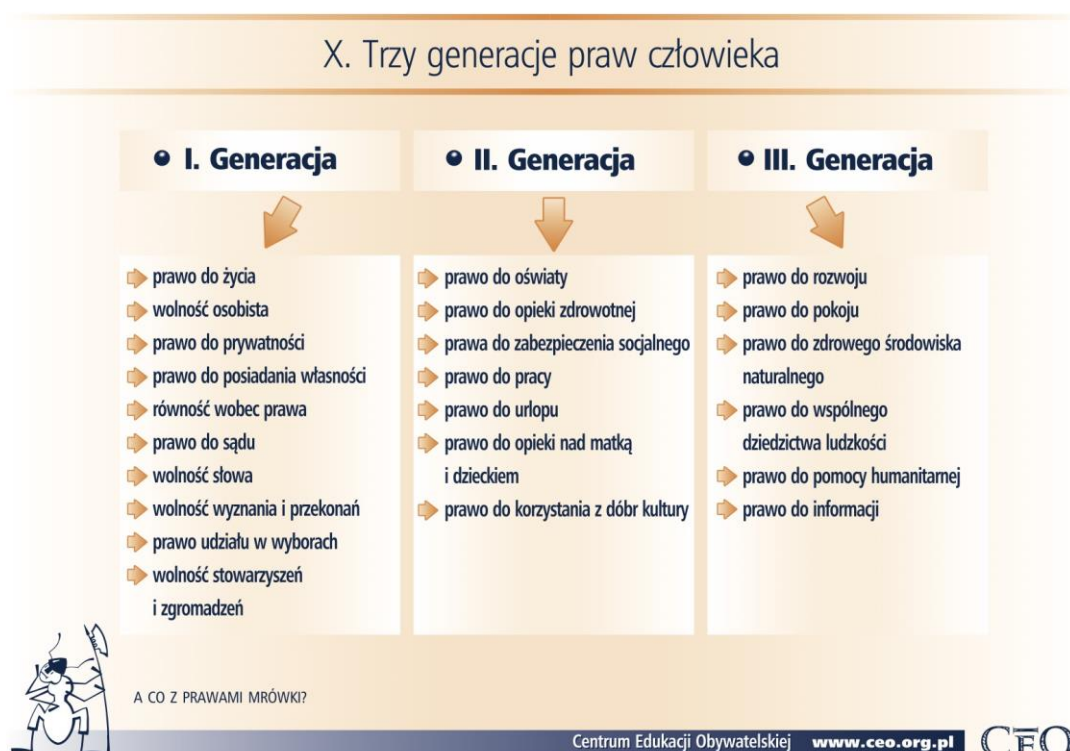 X. Trzy generacje praw człowieka
I. Generacja
prawo do życia
wolność osobista
prawo do prywatności
prawo do posiadania własności
równość wobec prawa
prawo do sądu
wolność słowa
wolność wyznania i przekonań
prawo udziału w wyborach
wolność stowarzyszeń
i zgromadzeń
II. Generacja
prawo do oświaty
prawo do opieki zdrowotnej
prawa do zabezpieczenia socjalnego
prawo do pracy
prawo do urlopu
prawo do opieki nad matką
i dzieckiem
prawo do korzystania z dóbr kultury
III. Generacja
prawo do rozwoju
prawo do pokoju
prawo do zdrowego środowiska
naturalnego
prawo do wspólnego
dziedzictwa ludzkości
prawo do pomocy humanitarnej
prawo do informacji
A CO Z PRAWAMI MRÓWKI?
Centrum Edukacji Obywatelskiej www.ceo.org.pl
CEO